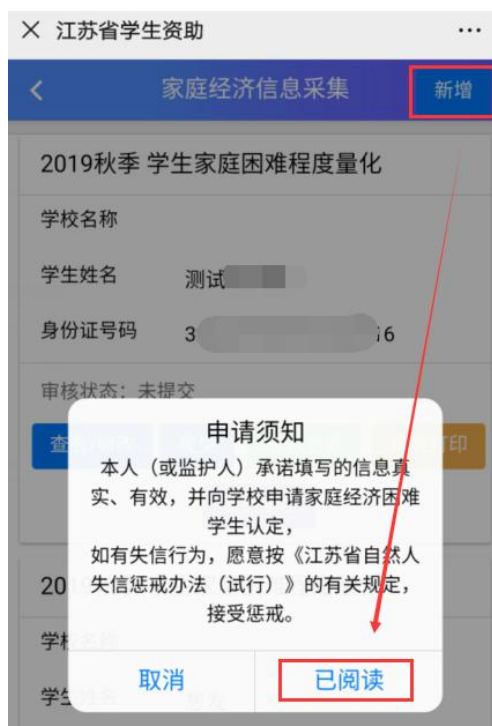 江苏省学生资助
家庭经济信息采集 新增
2019秋季 学生家庭困难程度量化
学校名称
学生姓名 测试
身份证号码 3 6
审核状态：未提交
查 印
申请须知
本人（或监护人）承诺填写的信息真
实、有效，并向学校申请家庭经济困难
学生认定，
如有失信行为，愿意按《江苏省自然人
失信惩戒办法（试行）》的有关规定，
接受惩戒。
20
学
学生
取消 已阅读